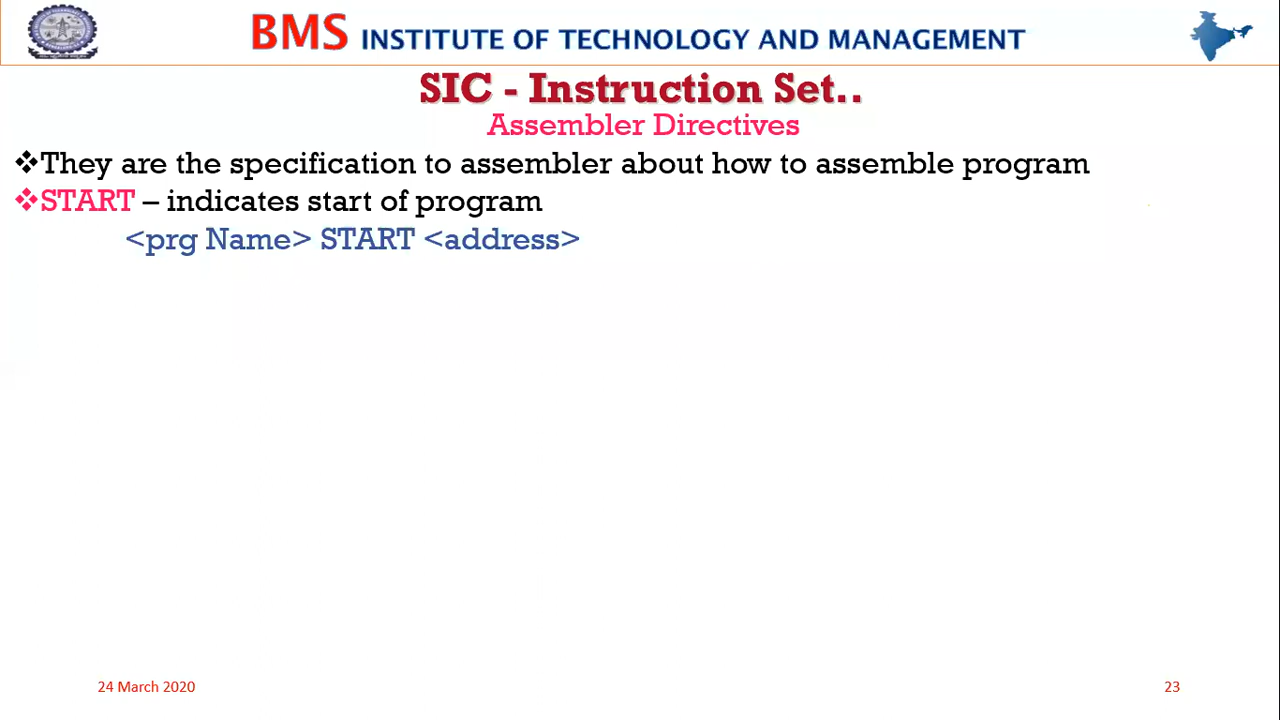 BMS INSTITUTE OF TECHNOLOGY AND MANAGEMENT
SIC - Instruction Set..
Assembler Directives
❖They are the specification to assembler about how to assemble program
❖START – indicates start of program
<prg Name> START <address>
24 March 2020
23